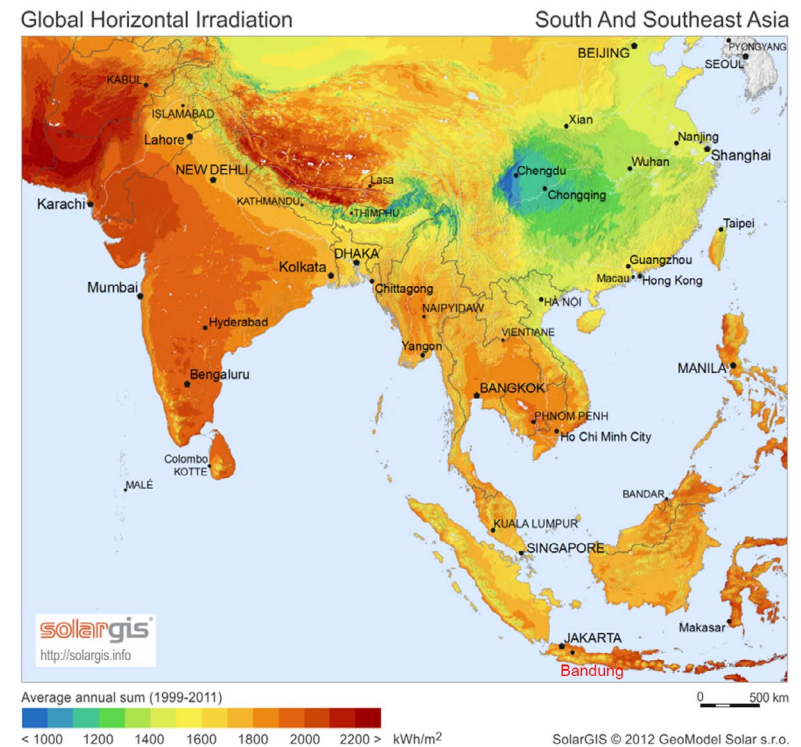 Global Horizontal Irradiation
South And Southeast Asia
BEIJING
PYONGYANG
SEOUL
KABUL
ISLAMABAD
Lahore
Xian
Nanjing
Shanghai
NEW DEHLI
Lasa
Chengdu
Wuhan
Chongqing
Karachi
KATHMANDU
THIMPHU
Taipei
DHAKA
Kolkata
Guangzhou
Macau
Hong Kong
Mumbai
Chittagong
HÀ NOI
NAIPYIDAW
Hyderabad
VIENTIANE
Yangon
MANILA
Bengaluru
BANGKOK
PHNOM PENH
Ho Chi Minh City
Colombo
KOTTE
MALÉ
BANDAR
KUALA LUMPUR
SINGAPORE
solargis
http://solargis.info
JAKARTA
Makasar
Bandung
Average annual sum (1999-2011)
0 500 km
< 1000 1200 1400 1600 1800 2000 2200 > kWh/m²
SolarGIS © 2012 GeoModel Solar s.r.o.